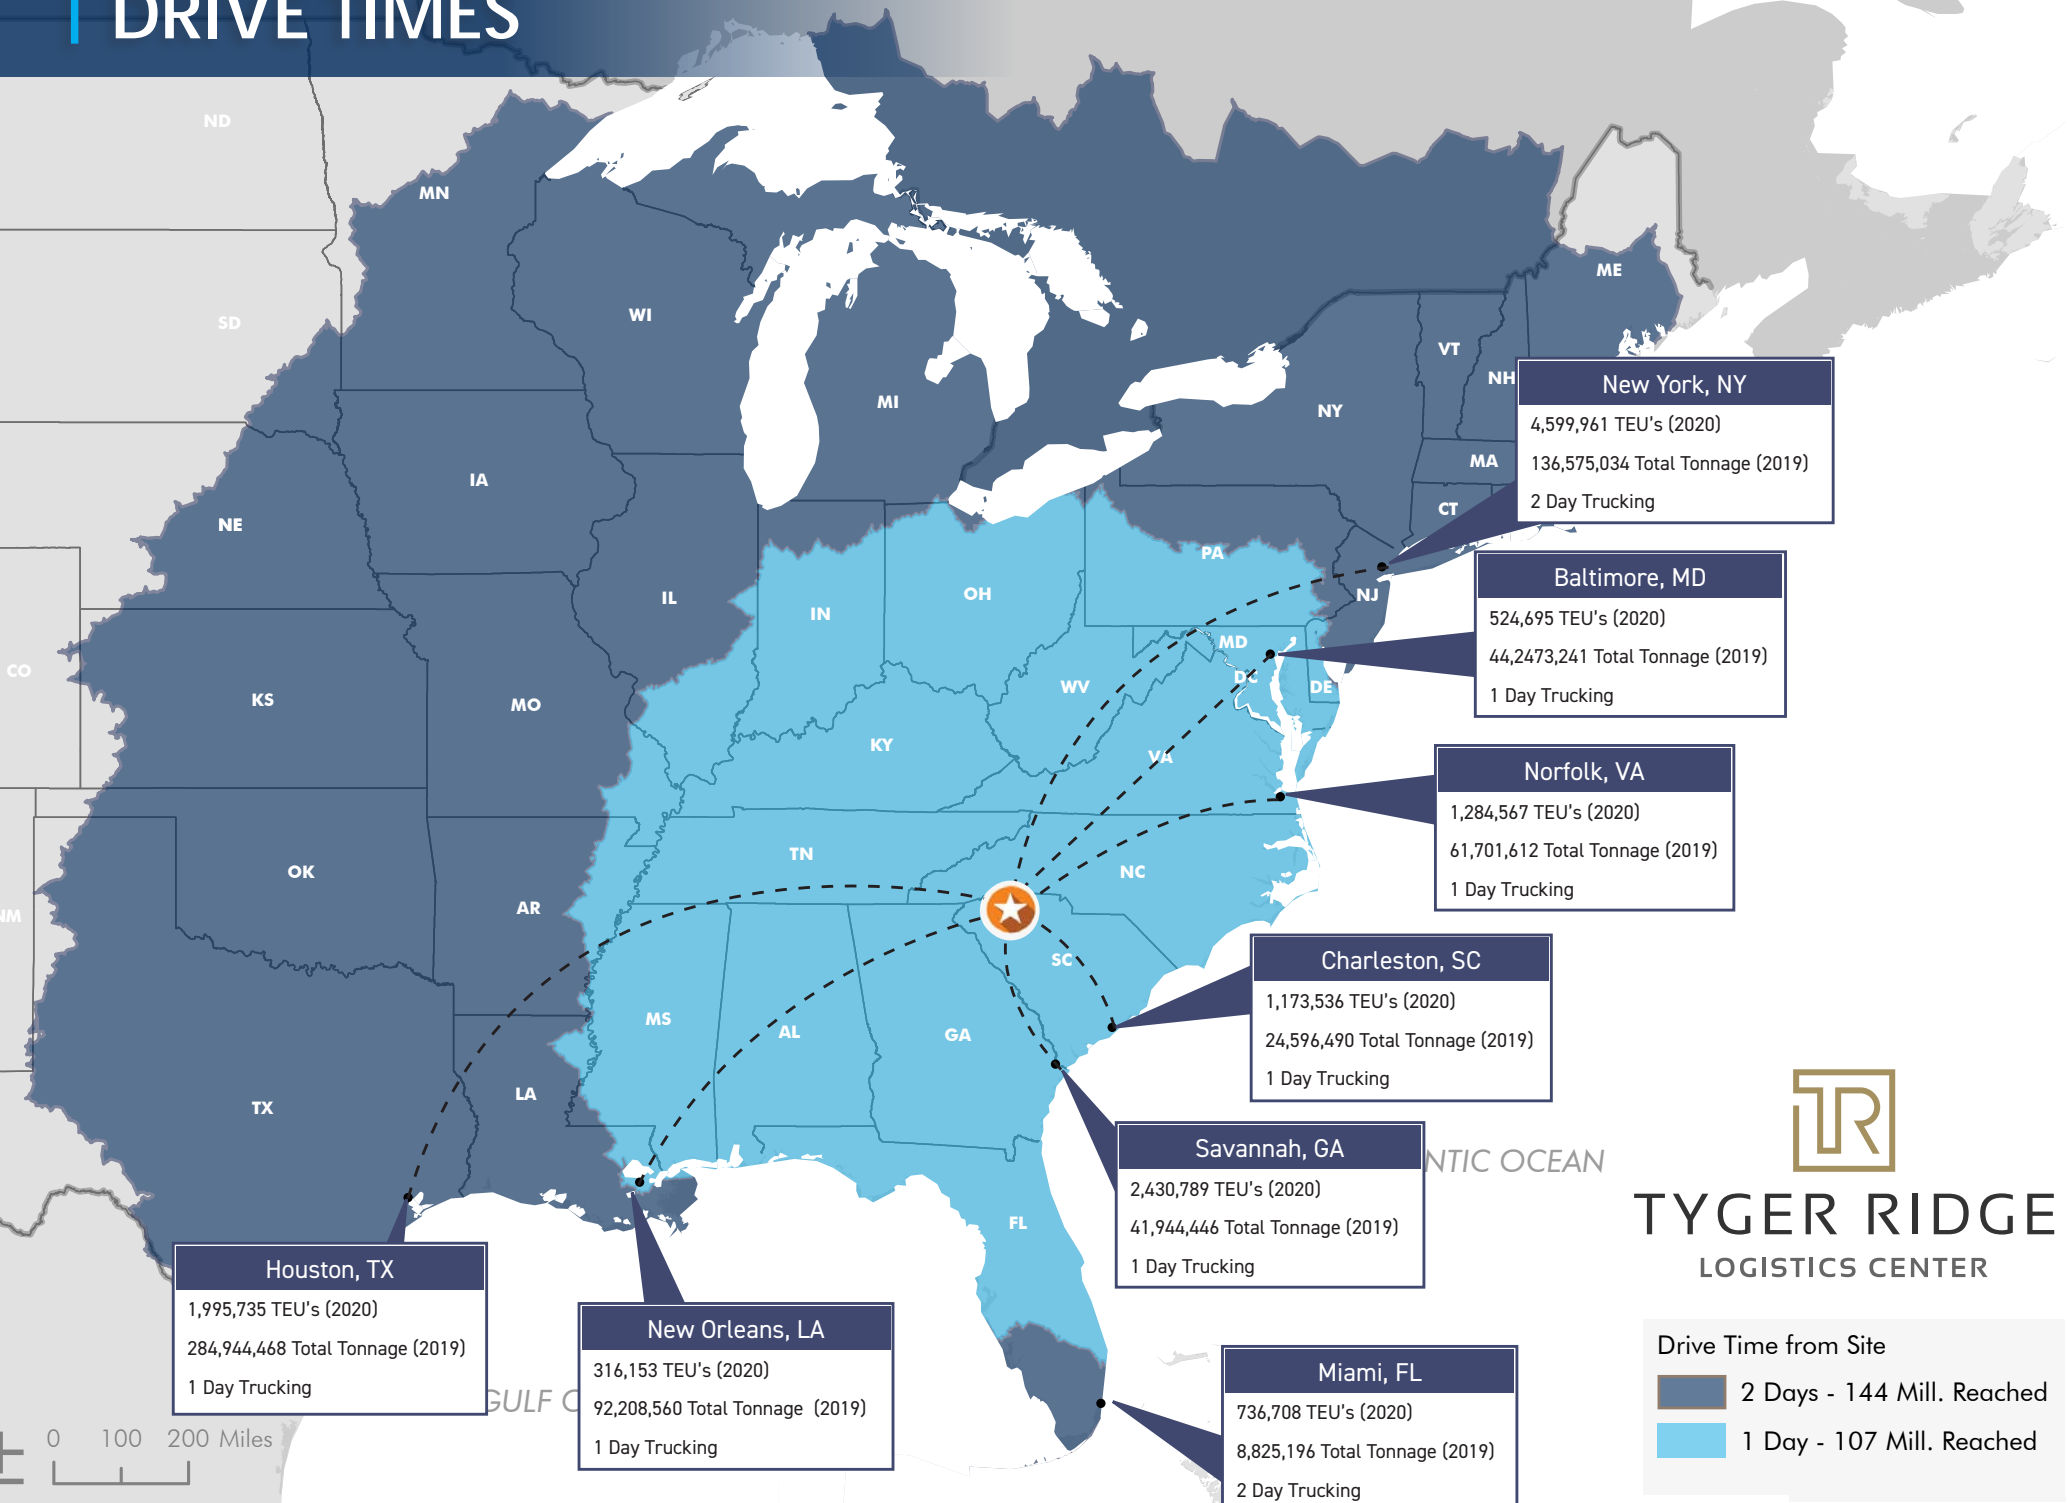 DRIVE TIMES
ND
MN
SD
WI
MI
ME
VT
NH
NY
MA
CT
IA
NE
IL
IN
OH
PA
NJ
MD
DC
DE
CO
KS
MO
WV
KY
VA
OK
AR
TN
NC
NM
SC
MS
AL
GA
TX
LA
FL
New York, NY
4,599,961 TEU's (2020)
136,575,034 Total Tonnage (2019)
2 Day Trucking
Baltimore, MD
524,695 TEU's (2020)
44,2473,241 Total Tonnage (2019)
1 Day Trucking
Norfolk, VA
1,284,567 TEU's (2020)
61,701,612 Total Tonnage (2019)
1 Day Trucking
Charleston, SC
1,173,536 TEU's (2020)
24,596,490 Total Tonnage (2019)
1 Day Trucking
Savannah, GA
2,430,789 TEU's (2020)
41,944,446 Total Tonnage (2019)
1 Day Trucking
NTIC OCEAN
Houston, TX
1,995,735 TEU's (2020)
284,944,468 Total Tonnage (2019)
1 Day Trucking
GULF
New Orleans, LA
316,153 TEU's (2020)
92,208,560 Total Tonnage (2019)
1 Day Trucking
Miami, FL
736,708 TEU's (2020)
8,825,196 Total Tonnage (2019)
2 Day Trucking
TR
TYGER RIDGE
LOGISTICS CENTER
Drive Time from Site
2 Days - 144 Mill. Reached
1 Day - 107 Mill. Reached
0 100 200 Miles